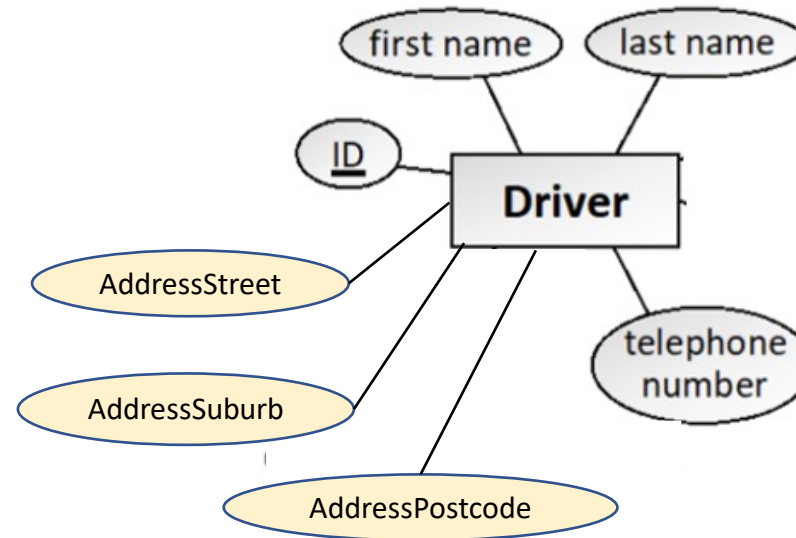 first name
last name
ID
Driver
AddressStreet
telephone
number
AddressSuburb
AddressPostcode